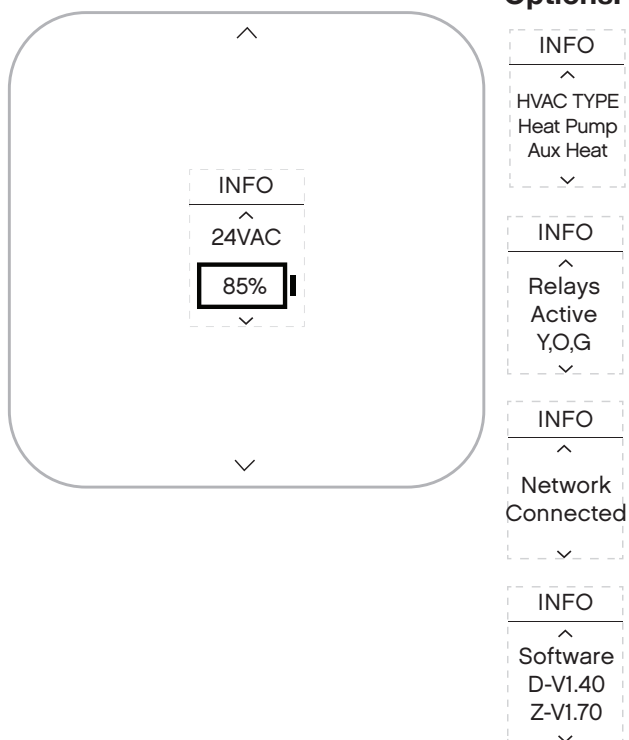 Options:
INFO
24VAC
85%
INFO
HVAC TYPE
Heat Pump
Aux Heat
INFO
Relays
Active
Y,O,G
INFO
Network
Connected
INFO
Software
D-V1.40
Z-V1.70